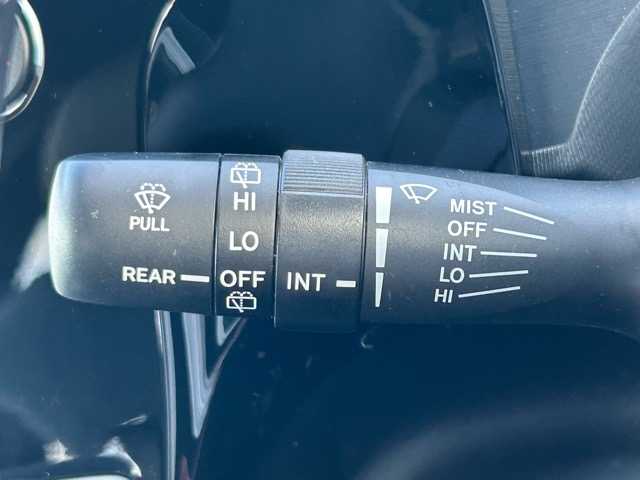 PULL
REAR
HI
LO
OFF
INT
MIST
OFF
INT
LO
HI